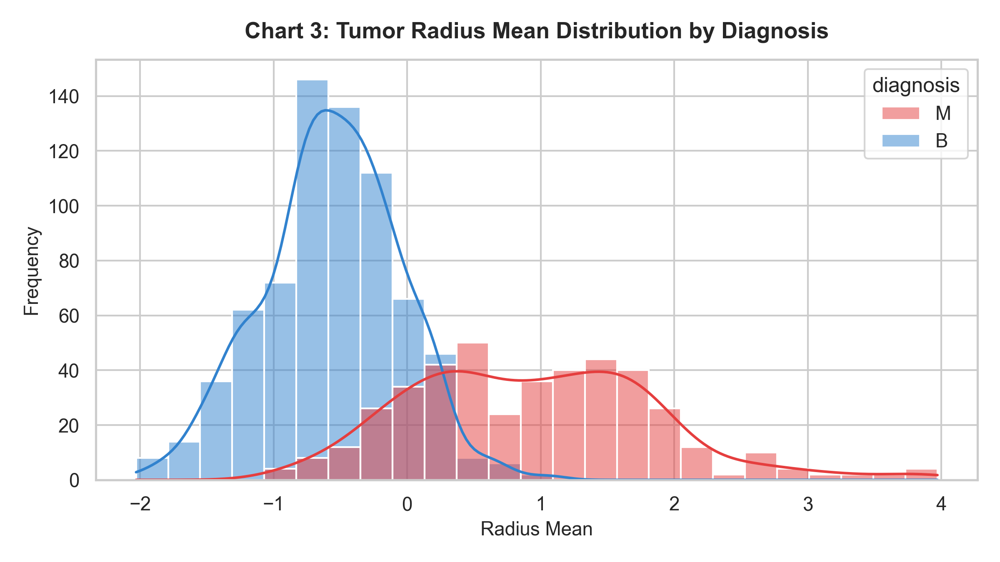 Chart 3: Tumor Radius Mean Distribution by Diagnosis
diagnosis
M
B
Frequency
140
120
100
80
60
40
20
0
−2 −1 0 1 2 3 4
Radius Mean